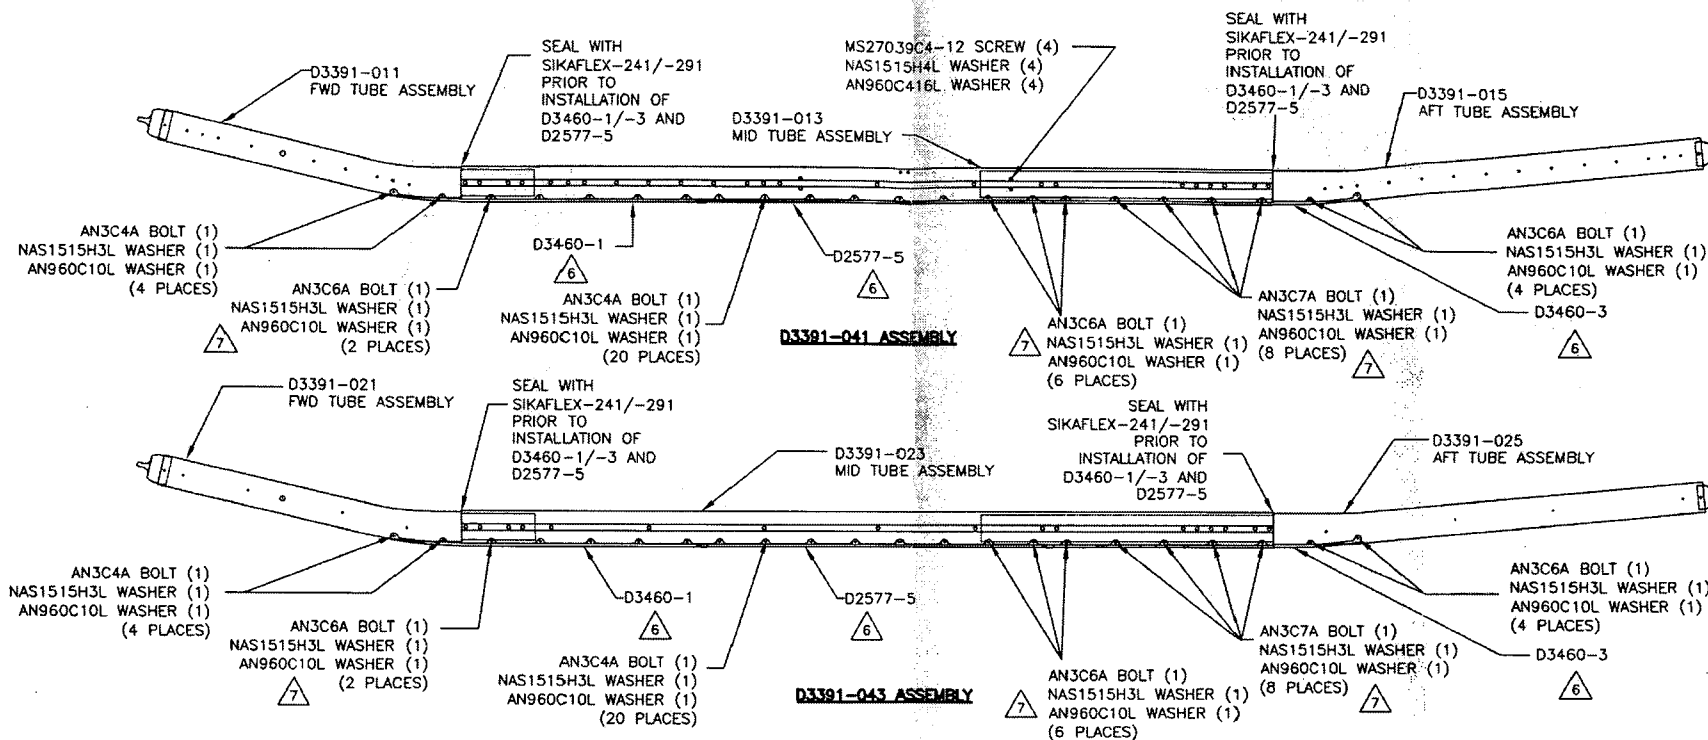 D3391-011
FWD TUBE ASSEMBLY
SEAL WITH
SIKAFLEX-241/-291
PRIOR TO
INSTALLATION OF
D3460-1/-3 AND
D2577-5
MS27039C4-12 SCREW (4)
NAS1515H4L WASHER (4)
AN960C416L WASHER (4)
D3391-013
MID TUBE ASSEMBLY
SEAL WITH
SIKAFLEX-241/-291
PRIOR TO
INSTALLATION OF
D3460-1/-3 AND
D2577-5
D3391-015
AFT TUBE ASSEMBLY
AN3C4A BOLT (1)
NAS1515H3L WASHER (1)
AN960C10L WASHER (1)
(4 PLACES)
AN3C6A BOLT (1)
NAS1515H3L WASHER (1)
AN960C10L WASHER (1)
(2 PLACES)
7
D3460-1
6
AN3C4A BOLT (1)
NAS1515H3L WASHER (1)
AN960C10L WASHER (1)
(20 PLACES)
D2577-5
6
D3391-041 ASSEMBLY
7
AN3C6A BOLT (1)
NAS1515H3L WASHER (1)
AN960C10L WASHER (1)
(6 PLACES)
AN3C7A BOLT (1)
NAS1515H3L WASHER (1)
AN960C10L WASHER (1)
(8 PLACES)
7
AN3C6A BOLT (1)
NAS1515H3L WASHER (1)
AN960C10L WASHER (1)
(4 PLACES)
D3460-3
6
D3391-021
FWD TUBE ASSEMBLY
SEAL WITH
SIKAFLEX-241/-291
PRIOR TO
INSTALLATION OF
D3460-1/-3 AND
D2577-5
D3391-023
MID TUBE ASSEMBLY
SEAL WITH
SIKAFLEX-241/-291
PRIOR TO
INSTALLATION OF
D3460-1/-3 AND
D2577-5
D3391-025
AFT TUBE ASSEMBLY
AN3C4A BOLT (1)
NAS1515H3L WASHER (1)
AN960C10L WASHER (1)
(4 PLACES)
AN3C6A BOLT (1)
NAS1515H3L WASHER (1)
AN960C10L WASHER (1)
(2 PLACES)
7
D3460-1
6
AN3C4A BOLT (1)
NAS1515H3L WASHER (1)
AN960C10L WASHER (1)
(20 PLACES)
D2577-5
6
D3391-043 ASSEMBLY
7
AN3C6A BOLT (1)
NAS1515H3L WASHER (1)
AN960C10L WASHER (1)
(6 PLACES)
AN3C7A BOLT (1)
NAS1515H3L WASHER (1)
AN960C10L WASHER (1)
(8 PLACES)
7
AN3C6A BOLT (1)
NAS1515H3L WASHER (1)
AN960C10L WASHER (1)
(4 PLACES)
D3460-3
6